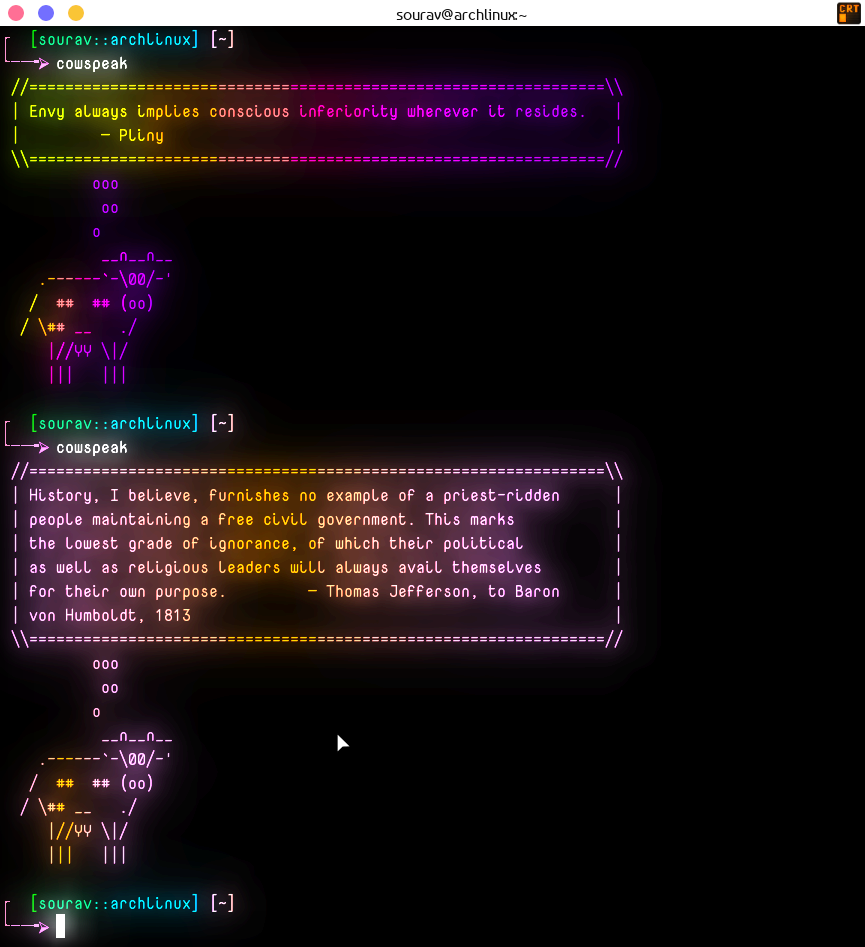 sourav@archlinux:~
CRT
[sourav::archlinux] [~]
cowspeak
//================================================================\\
| Envy always implies conscious inferiority wherever it resides.   |
|         — Pliny                                                  |
\\================================================================//
         ooo
          oo
         o
          __n__n__
   .------`-\00/-'
  /  ##  ## (oo)
 / \## __   ./
    |//YY \|/
    |||   |||
[sourav::archlinux] [~]
cowspeak
//================================================================\\
| History, I believe, furnishes no example of a priest-ridden      |
| people maintaining a free civil government. This marks           |
| the lowest grade of ignorance, of which their political          |
| as well as religious leaders will always avail themselves        |
| for their own purpose.         — Thomas Jefferson, to Baron      |
| von Humboldt, 1813                                               |
\\================================================================//
         ooo
          oo
         o
          __n__n__
   .------`-\00/-'
  /  ##  ## (oo)
 / \## __   ./
    |//YY \|/
    |||   |||
[sourav::archlinux] [~]